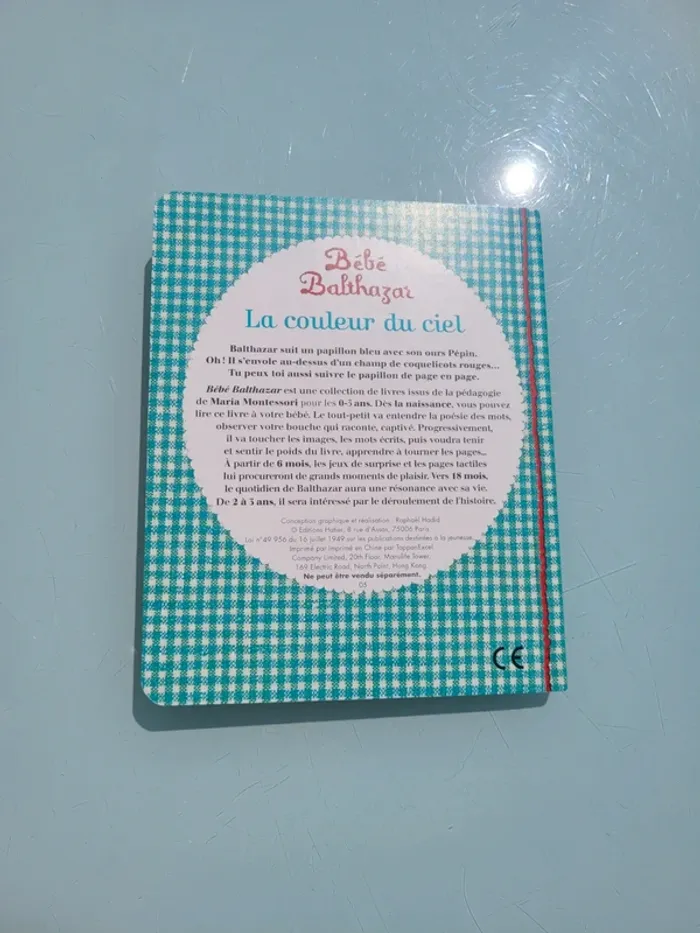 Bébé
Balthazar
La couleur du ciel
Balthazar suit un papillon bleu avec son ours Pépin.
Oh ! Il s'envole au-dessus d'un champ de coquelicots rouges...
Tu peux toi aussi suivre le papillon de page en page.
Bébé Balthazar est une collection de livres issus de la pédagogie
de Maria Montessori pour les 0-3 ans. Dès la naissance, vous pouvez
lire ce livre à votre bébé. Le tout-petit va entendre la poésie des mots,
observer votre bouche qui raconte, captivé. Progressivement,
il va toucher les images, les mots écrits, puis voudra tenir
et sentir le poids du livre, apprendre à tourner les pages...
À partir de 6 mois, les jeux de surprise et les pages tactiles
lui procureront de grands moments de plaisir. Vers 18 mois,
le quotidien de Balthazar aura une résonance avec sa vie.
De 2 à 3 ans, il sera intéressé par le déroulement de l'histoire.
Conception graphique et réalisation : Raphaël Hadid
© Editions Hatier, 8 rue d'Assas, 75006 Paris
Loi n° 49 956 du 16 juillet 1949 sur les publications destinées à la jeunesse.
Imprimé par Imprimé en Chine par Toppan Excel
Company Limited, 20th Floor, Manulife Tower,
169 Electric Road, North Point, Hong Kong
Ne peut être vendu séparément.
05
CE